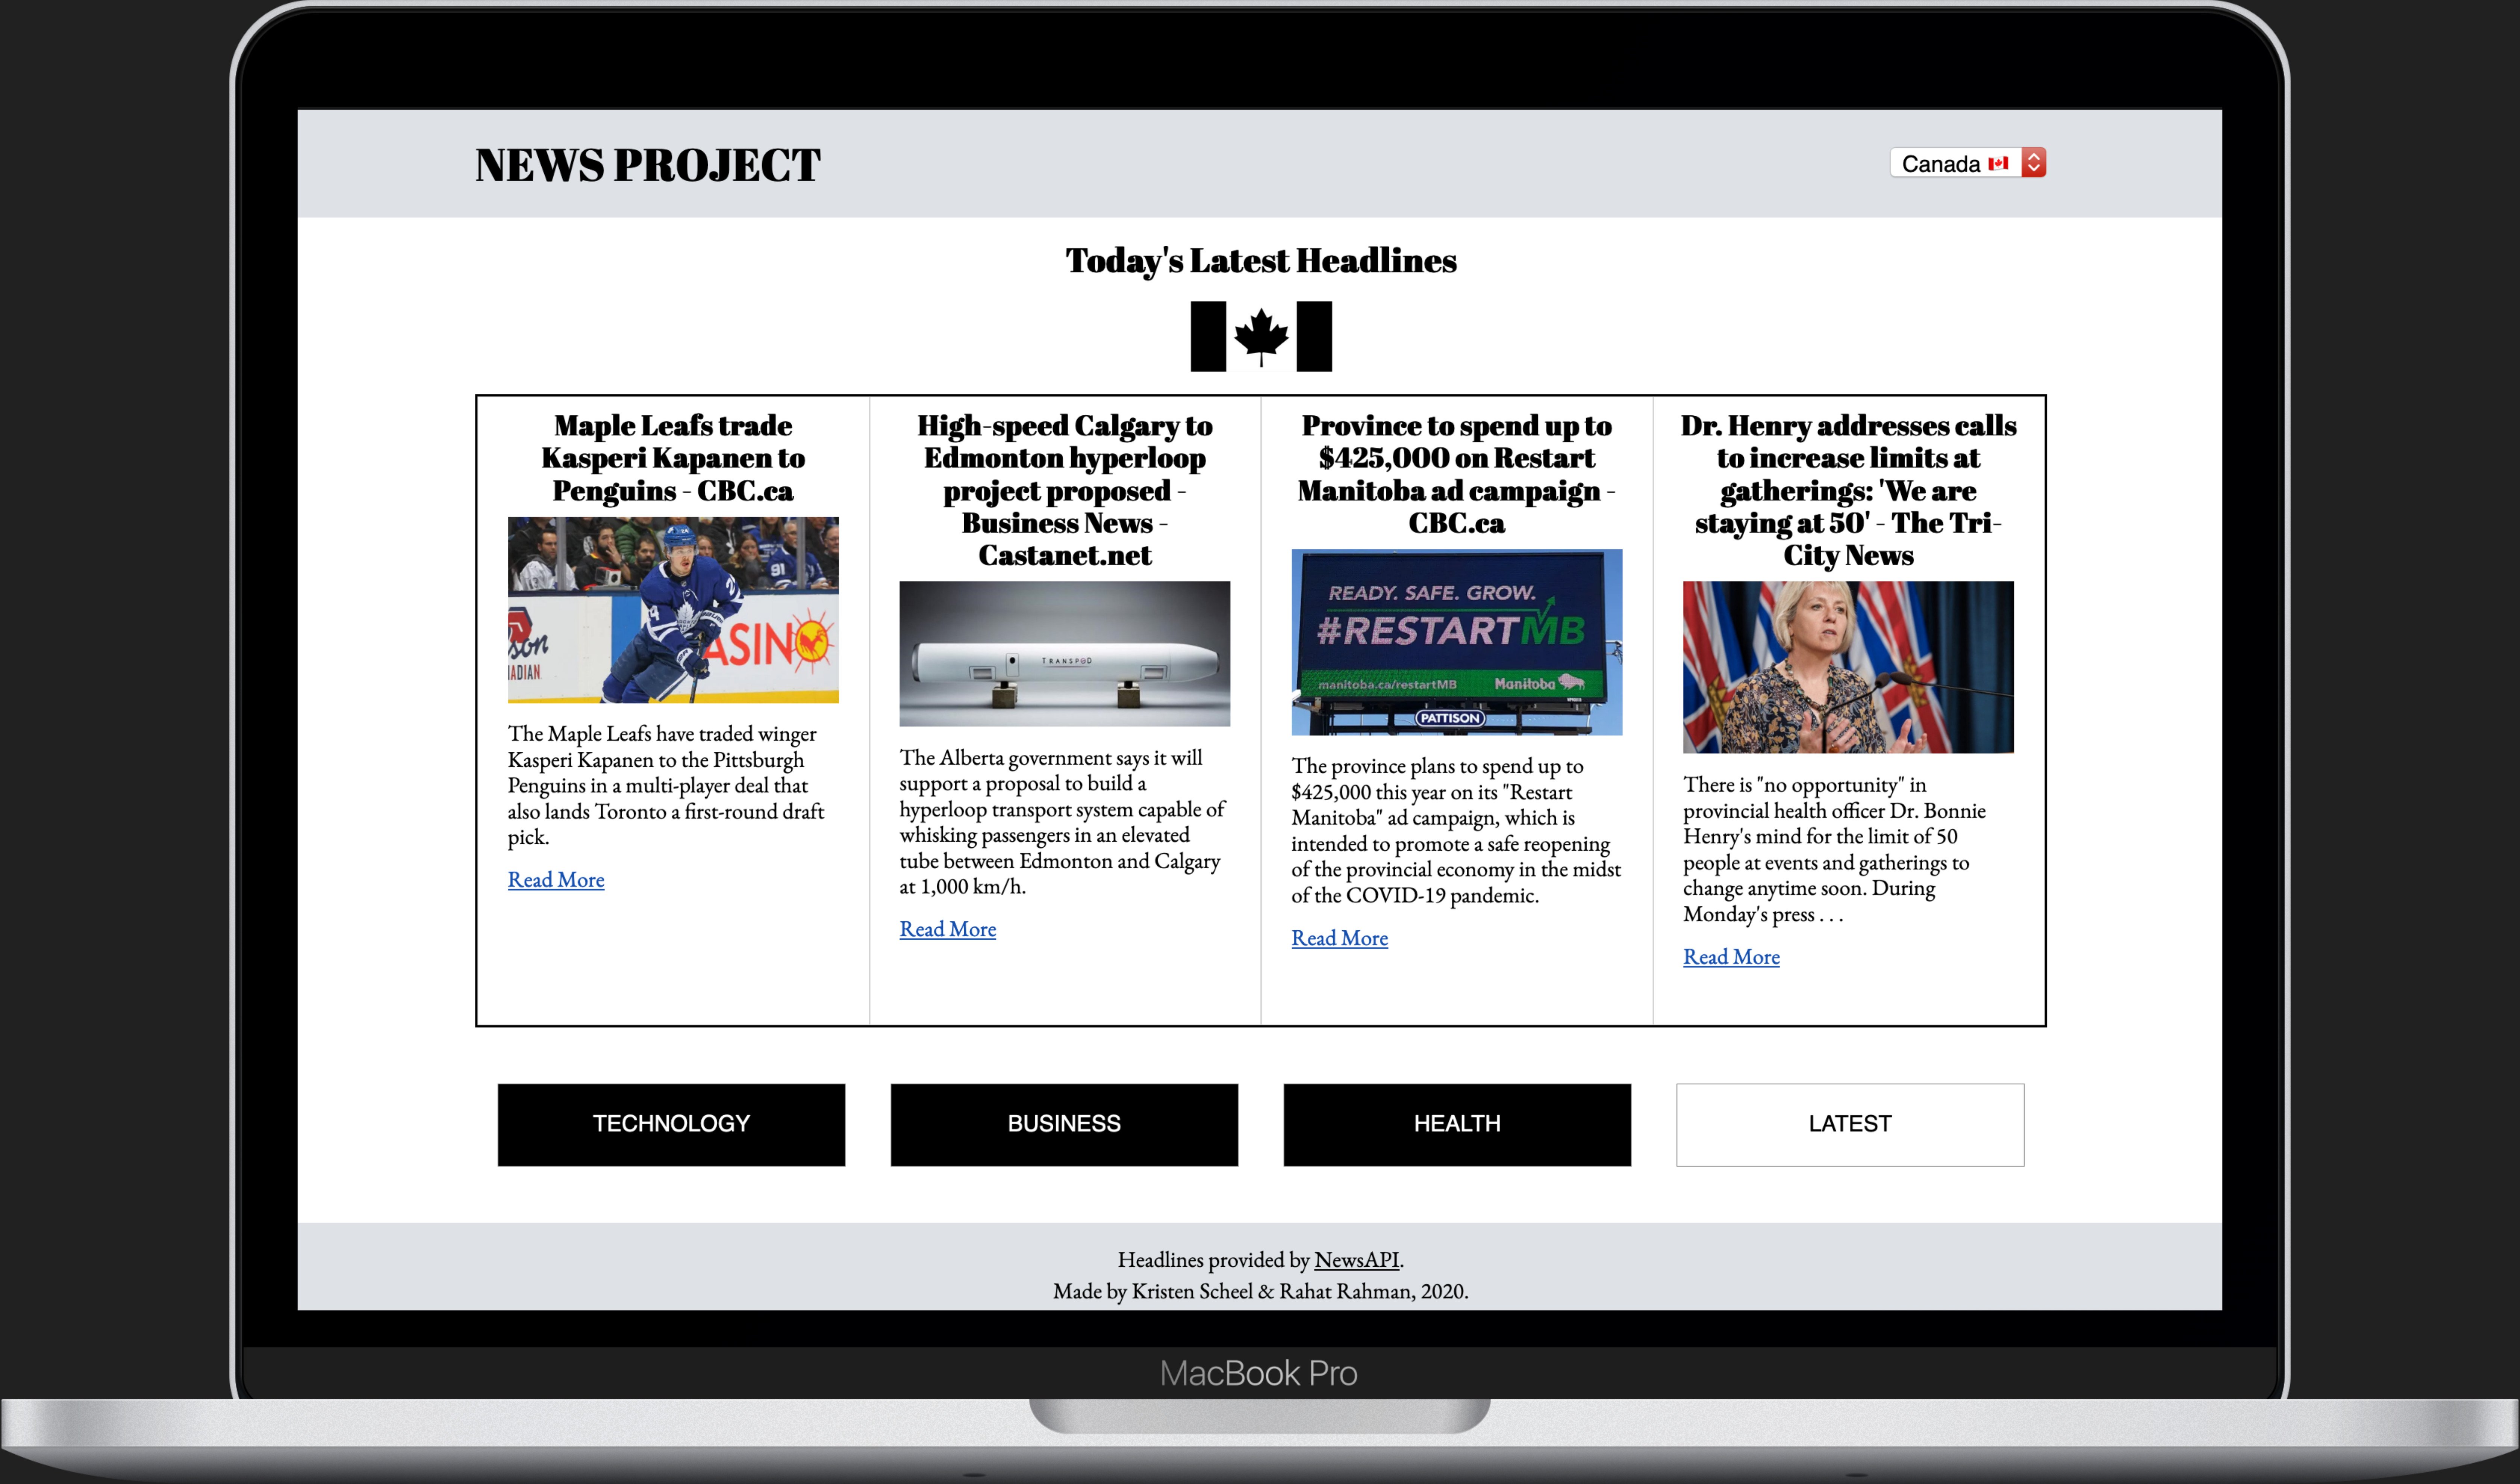 NEWS PROJECT
Canada 🇨🇦
Today's Latest Headlines
Maple Leafs trade
Kasperi Kapanen to
Penguins - CBC.ca
91
24
ASINO
son
ADIAN
The Maple Leafs have traded winger
Kasperi Kapanen to the Pittsburgh
Penguins in a multi-player deal that
also lands Toronto a first-round draft
pick.
Read More
High-speed Calgary to
Edmonton hyperloop
project proposed -
Business News -
Castanet.net
TRANSPOD
The Alberta government says it will
support a proposal to build a
hyperloop transport system capable of
whisking passengers in an elevated
tube between Edmonton and Calgary
at 1,000 km/h.
Read More
Province to spend up to
$425,000 on Restart
Manitoba ad campaign -
CBC.ca
READY. SAFE. GROW.
#RESTARTMB
manitoba.ca/restartMB Manitoba
PATTISON
The province plans to spend up to
$425,000 this year on its "Restart
Manitoba" ad campaign, which is
intended to promote a safe reopening
of the provincial economy in the midst
of the COVID-19 pandemic.
Read More
Dr. Henry addresses calls
to increase limits at
gatherings: 'We are
staying at 50' - The Tri-
City News
There is "no opportunity" in
provincial health officer Dr. Bonnie
Henry's mind for the limit of 50
people at events and gatherings to
change anytime soon. During
Monday's press . . .
Read More
TECHNOLOGY
BUSINESS
HEALTH
LATEST
Headlines provided by NewsAPI.
Made by Kristen Scheel & Rahat Rahman, 2020.
MacBook Pro